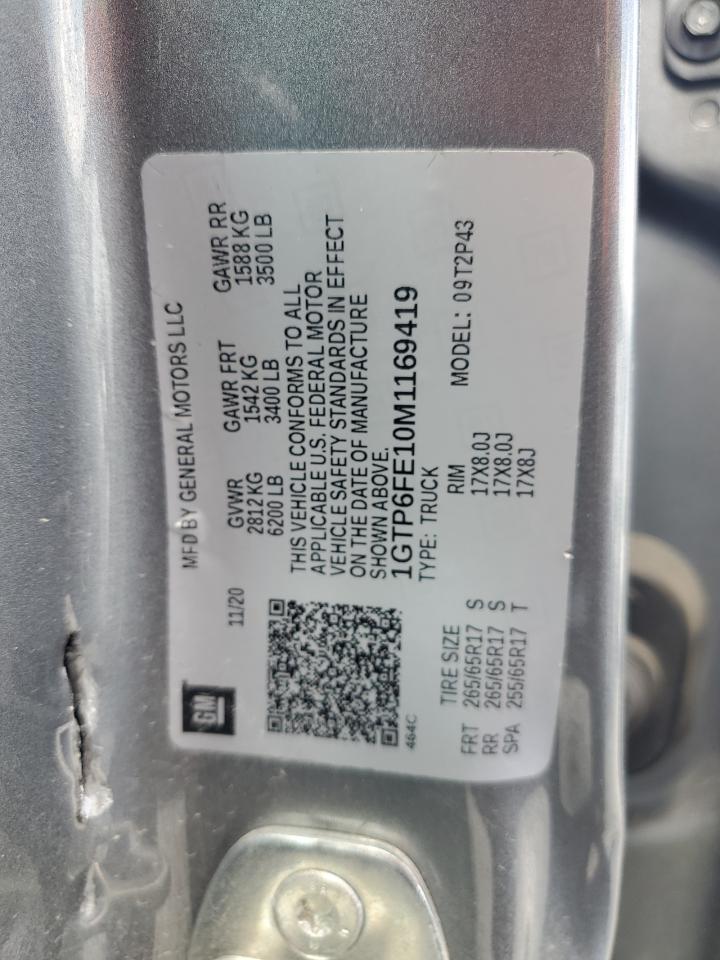 MFD BY GENERAL MOTORS LLC
GM
11/20
GVWR GAWR FRT GAWR RR
2812 KG 1542 KG 1588 KG
6200 LB 3400 LB 3500 LB
THIS VEHICLE CONFORMS TO ALL
APPLICABLE U.S. FEDERAL MOTOR
VEHICLE SAFETY STANDARDS IN EFFECT
ON THE DATE OF MANUFACTURE
SHOWN ABOVE.
1GTP6FE10M1169419
464C
TYPE: TRUCK MODEL: 09T2P43
TIRE SIZE RIM
FRT 265/65R17 S 17X8.0J
RR 265/65R17 S 17X8.0J
SPA 255/65R17 T 17X8J